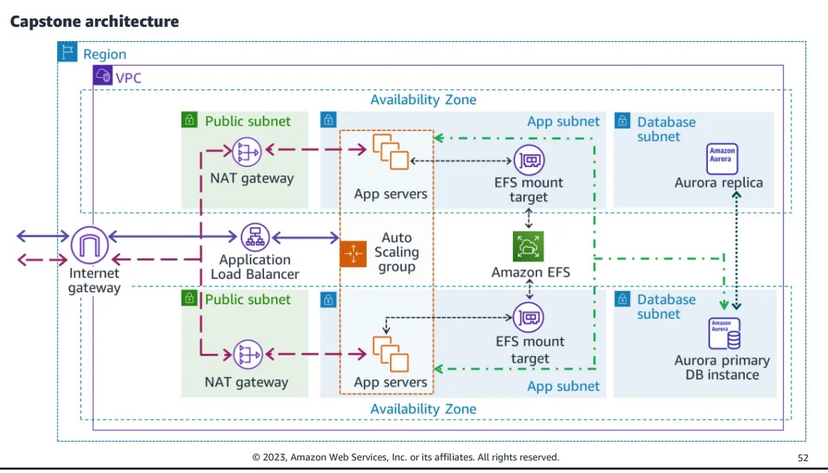 Capstone architecture
Region
VPC
Availability Zone
Public subnet
NAT gateway
App subnet
App servers
EFS mount
target
Database
subnet
Amazon
Aurora
Aurora replica
Internet
gateway
Application
Load Balancer
Auto
Scaling
group
Amazon EFS
Public subnet
NAT gateway
App servers
EFS mount
target
App subnet
Database
subnet
Amazon
Aurora
Aurora primary
DB instance
Availability Zone
© 2023, Amazon Web Services, Inc. or its affiliates. All rights reserved.
52